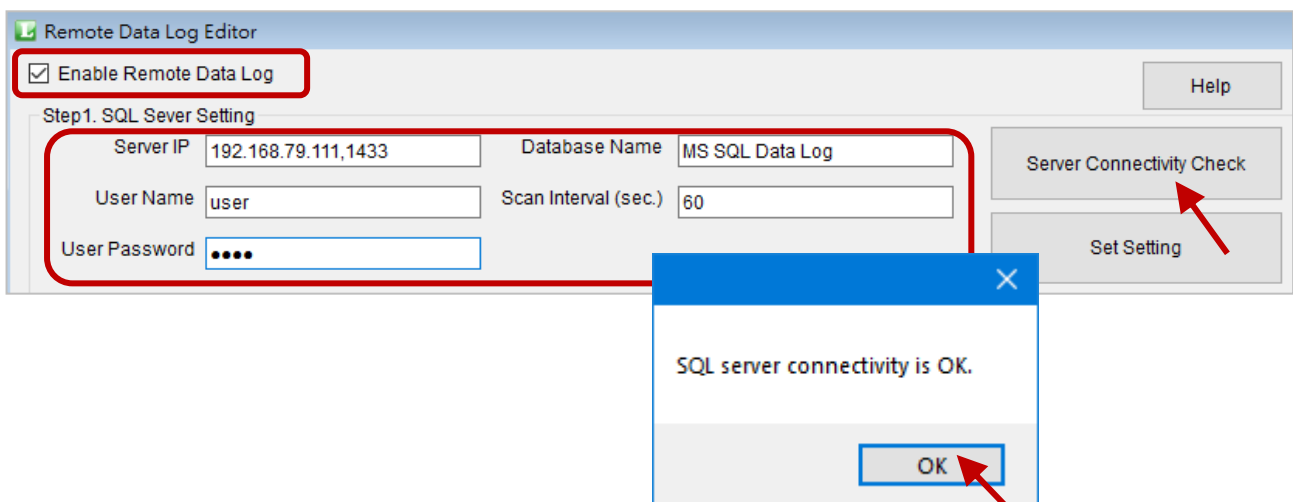 Remote Data Log Editor
Enable Remote Data Log
Help
Step1. SQL Sever Setting
Server IP 192.168.79.111,1433 Database Name MS SQL Data Log
Server Connectivity Check
User Name user Scan Interval (sec.) 60
User Password ●●●●
Set Setting
SQL server connectivity is OK.
OK